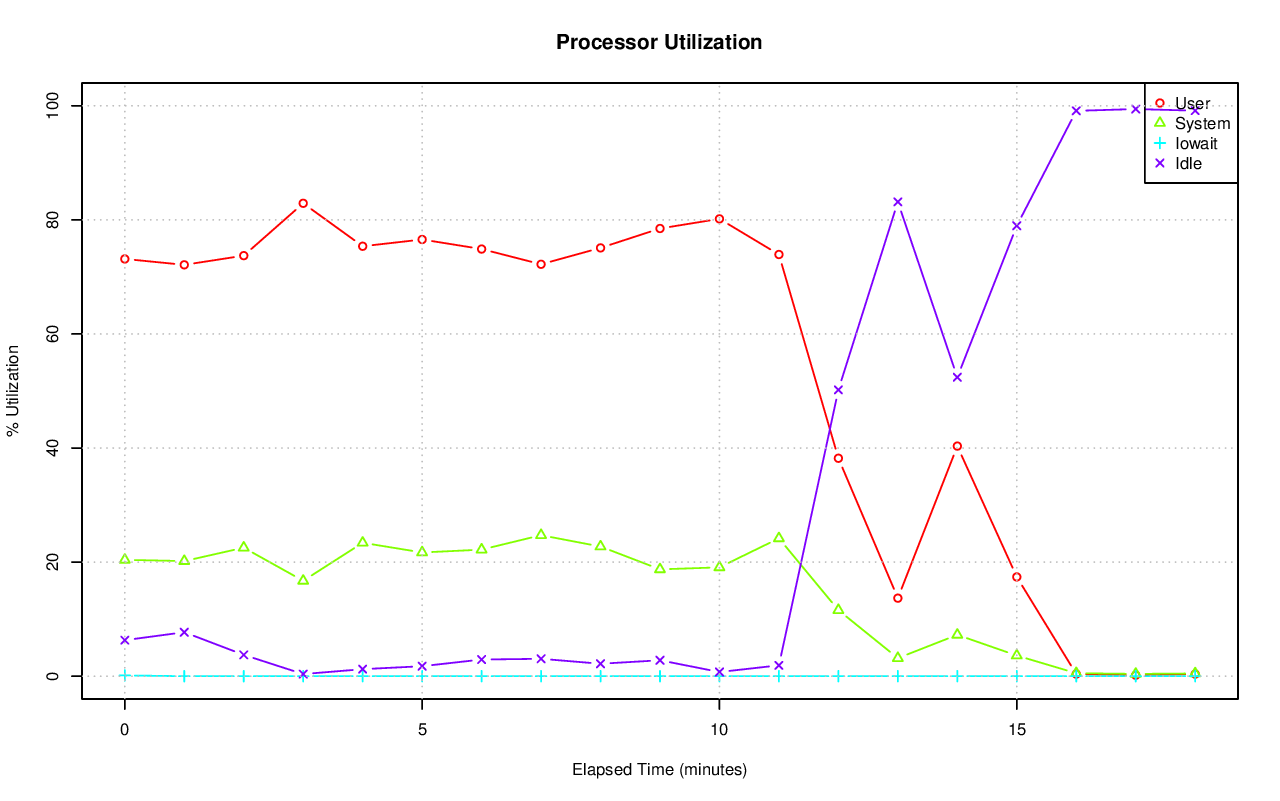 Processor Utilization
100
80
60
40
20
0
% Utilization
User
System
Iowait
Idle
0 5 10 15
Elapsed Time (minutes)